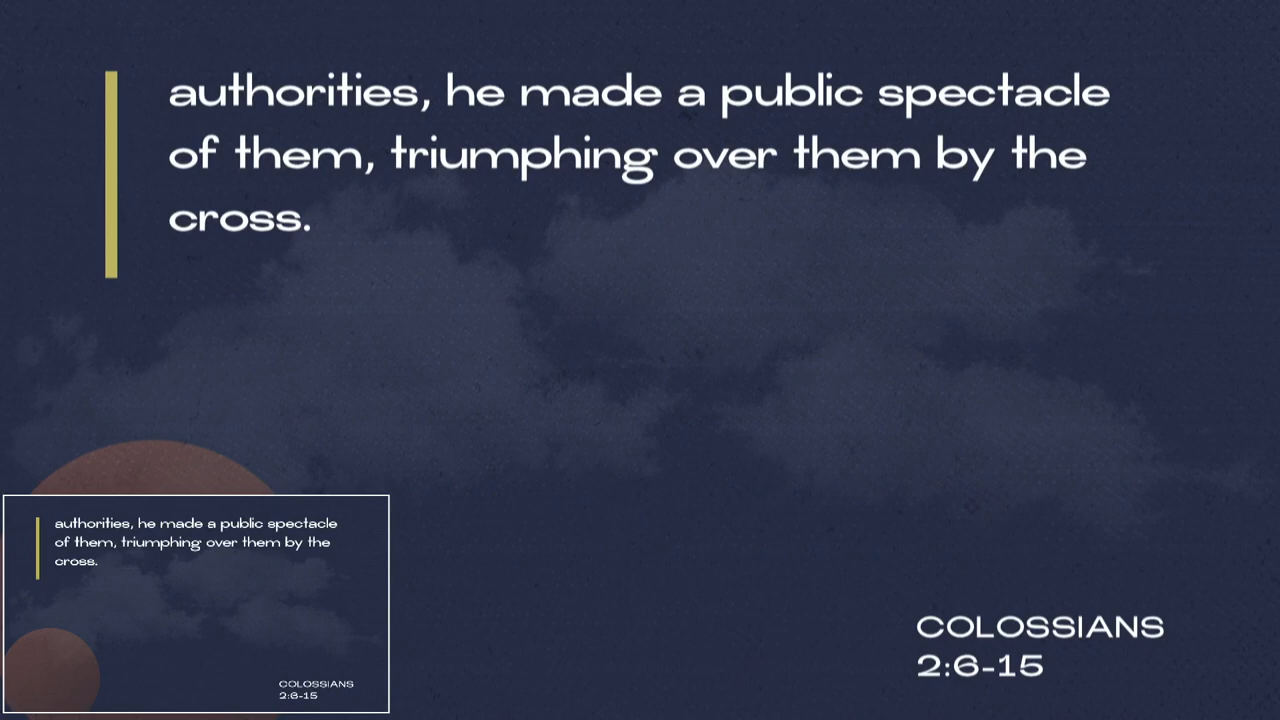 authorities, he made a public spectacle
of them, triumphing over them by the
cross.
COLOSSIANS
2:6-15
authorities, he made a public spectacle
of them, triumphing over them by the
cross.
COLOSSIANS
2:6-15